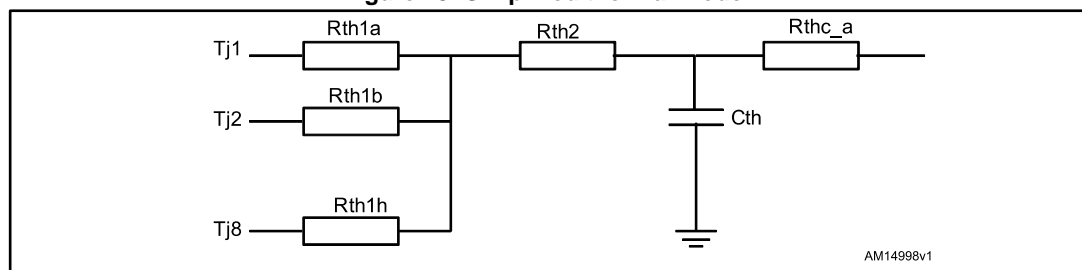 Rth1a
Rth2
Rthc_a
Tj1
Rth1b
Tj2
Cth
Rth1h
Tj8
AM14998v1